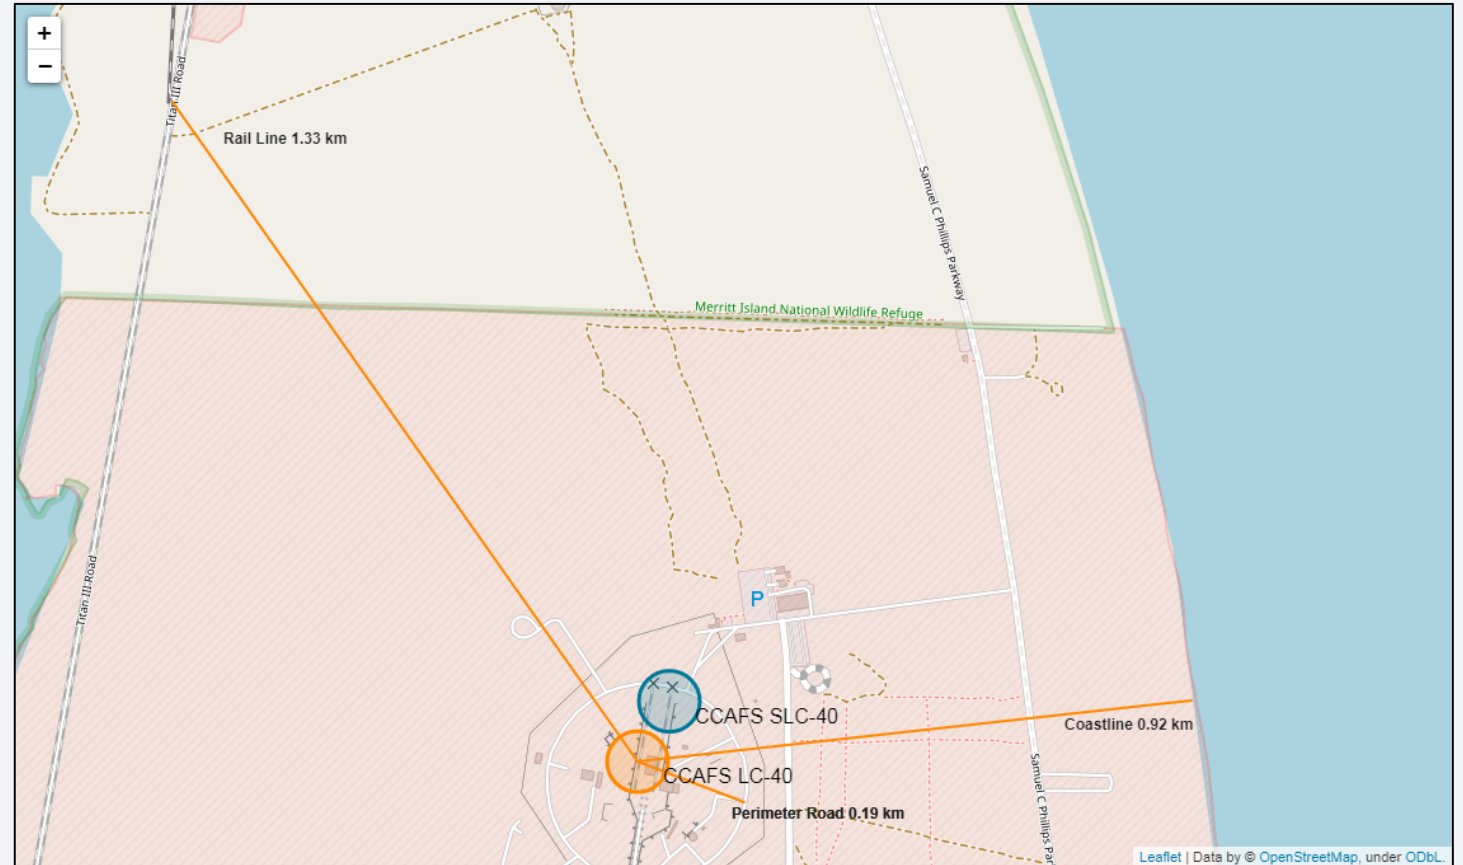 +
−
Titan III Road
Rail Line 1.33 km
Samuel C Phillips Parkway
Merritt Island National Wildlife Refuge
Titan III Road
P
CCAFS SLC-40
Coastline 0.92 km
CCAFS LC-40
Perimeter Road 0.19 km
Samuel C Phillips Par
Leaflet | Data by © OpenStreetMap, under ODbL.